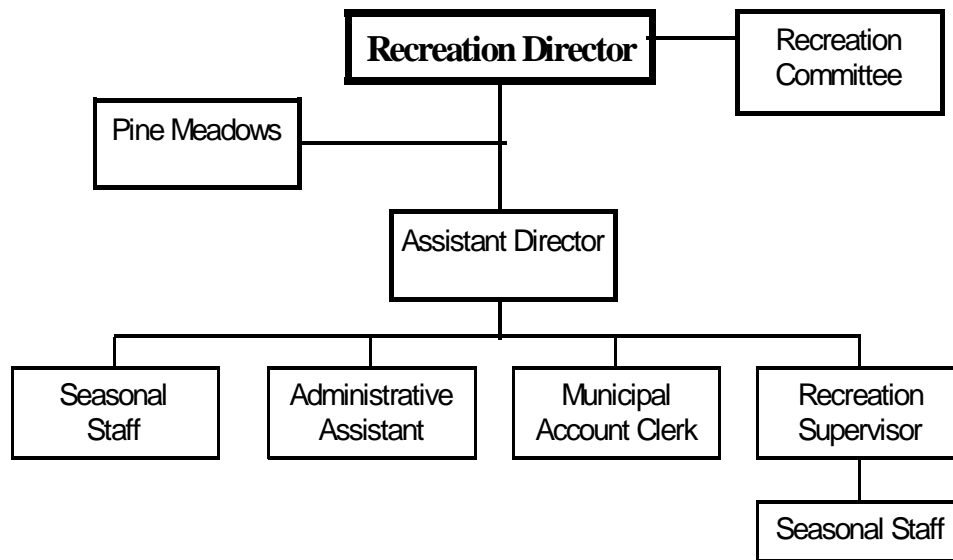 Recreation Director
Recreation
Committee
Pine Meadows
Assistant Director
Seasonal
Staff
Administrative
Assistant
Municipal
Account Clerk
Recreation
Supervisor
Seasonal Staff